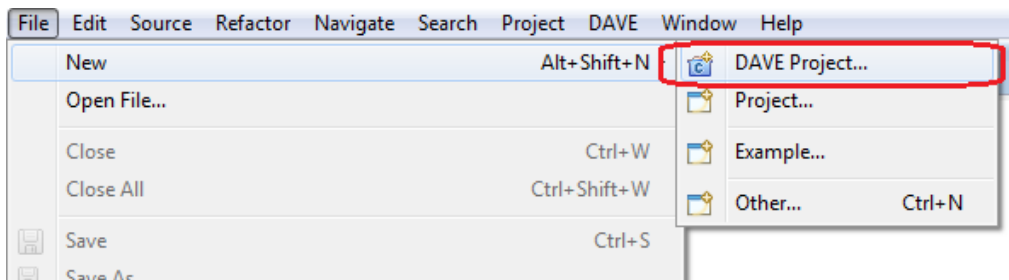 File Edit Source Refactor Navigate Search Project DAVE Window Help
New Alt+Shift+N
DAVE Project...
Open File...
Project...
Close Ctrl+W
Example...
Close All Ctrl+Shift+W
Other... Ctrl+N
Save Ctrl+S
Save As